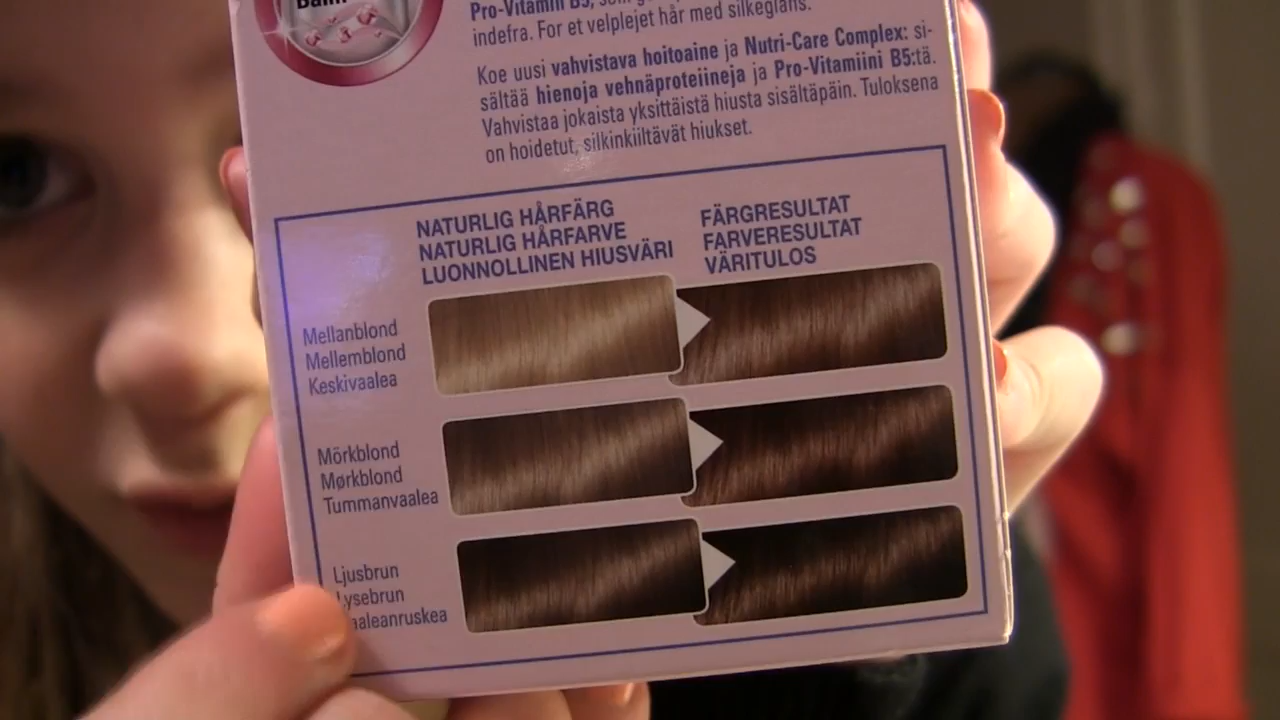 Balm
Pro-Vitamin B5,
indefra. For et velplejet hår med silkeglans.
Koe uusi vahvistava hoitoaine ja Nutri-Care Complex: si-
sältää hienoja vehnäproteiineja ja Pro-Vitamiini B5:tä.
Vahvistaa jokaista yksittäistä hiusta sisältäpäin. Tuloksena
on hoidetut, silkinkiiltävät hiukset.
NATURLIG HÅRFÄRG
NATURLIG HÅRFARVE
LUONNOLLINEN HIUSVÄRI
FÄRGRESULTAT
FARVERESULTAT
VÄRITULOS
Mellanblond
Mellemblond
Keskivaalea
Mörkblond
Mørkblond
Tummanvaalea
Ljusbrun
Lysebrun
aaleanruskea